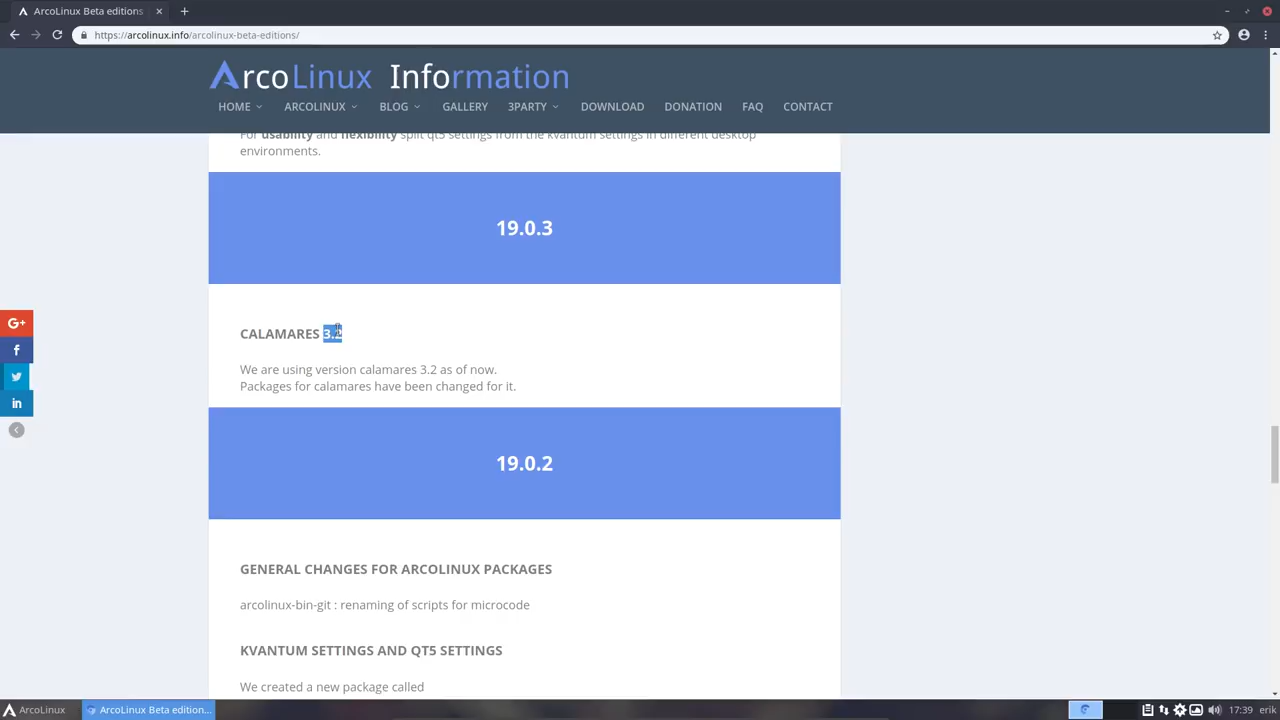 ArcoLinux Beta editions
https://arcolinux.info/arcolinux-beta-editions/
ArcoLinux Information
HOME ARCOLINUX BLOG GALLERY 3PARTY DOWNLOAD DONATION FAQ CONTACT
For usability and flexibility split qt5 settings from the kvantum settings in different desktop
environments.
19.0.3
CALAMARES 3.2
We are using version calamares 3.2 as of now.
Packages for calamares have been changed for it.
19.0.2
GENERAL CHANGES FOR ARCOLINUX PACKAGES
arcolinux-bin-git : renaming of scripts for microcode
KVANTUM SETTINGS AND QT5 SETTINGS
We created a new package called
G+
f
in
ArcoLinux ArcoLinux Beta edition... 17:39 erik